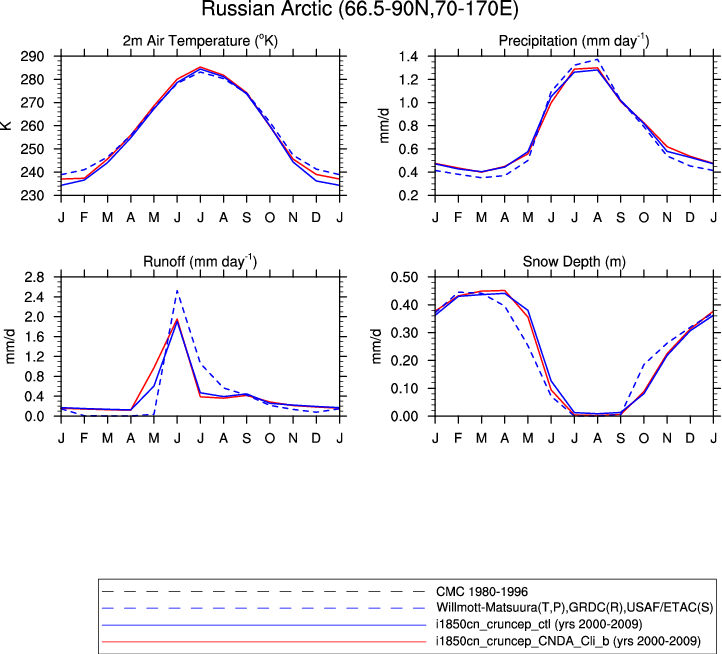 Russian Arctic (66.5-90N,70-170E)
2m Air Temperature (°K)
290
280
270
260
250
240
230
K
J F M A M J J A S O N D J
Precipitation (mm day-1)
1.4
1.2
1.0
0.8
0.6
0.4
0.2
mm/d
J F M A M J J A S O N D J
Runoff (mm day-1)
2.8
2.4
2.0
1.6
1.2
0.8
0.4
0.0
mm/d
J F M A M J J A S O N D J
Snow Depth (m)
0.50
0.40
0.30
0.20
0.10
0.00
mm/d
J F M A M J J A S O N D J
CMC 1980-1996
Willmott-Matsuura(T,P),GRDC(R),USAF/ETAC(S)
i1850cn_cruncep_ctl (yrs 2000-2009)
i1850cn_cruncep_CNDA_Cli_b (yrs 2000-2009)